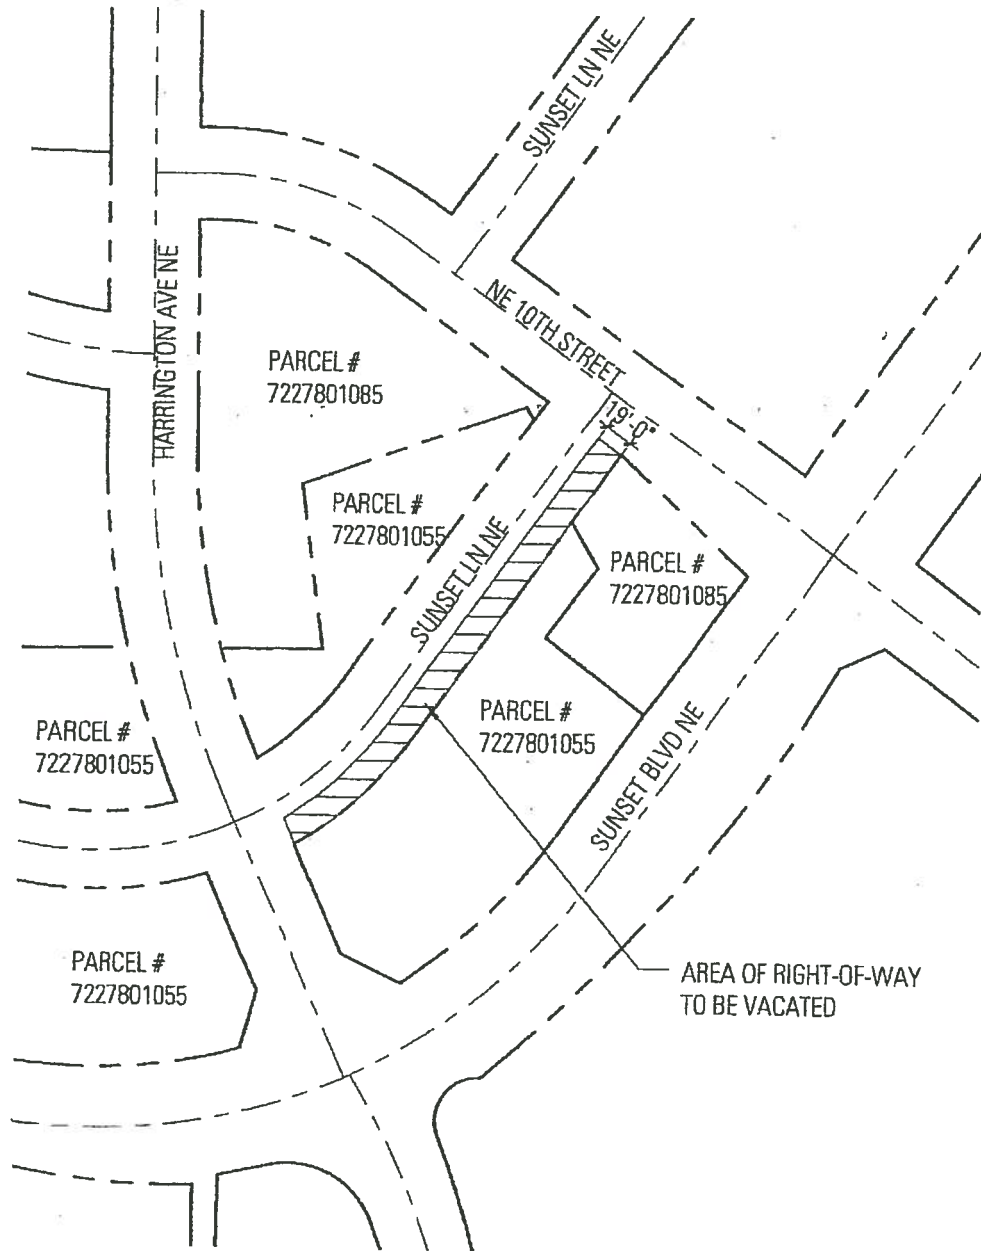 SUNSET LN NE
NE 10TH STREET
HARRINGTON AVE NE
PARCEL #
7227801085
19'-0"
PARCEL #
7227801055
SUNSET LN NE
PARCEL #
7227801085
PARCEL #
7227801055
PARCEL #
7227801055
SUNSET BLVD NE
PARCEL #
7227801055
AREA OF RIGHT-OF-WAY
TO BE VACATED